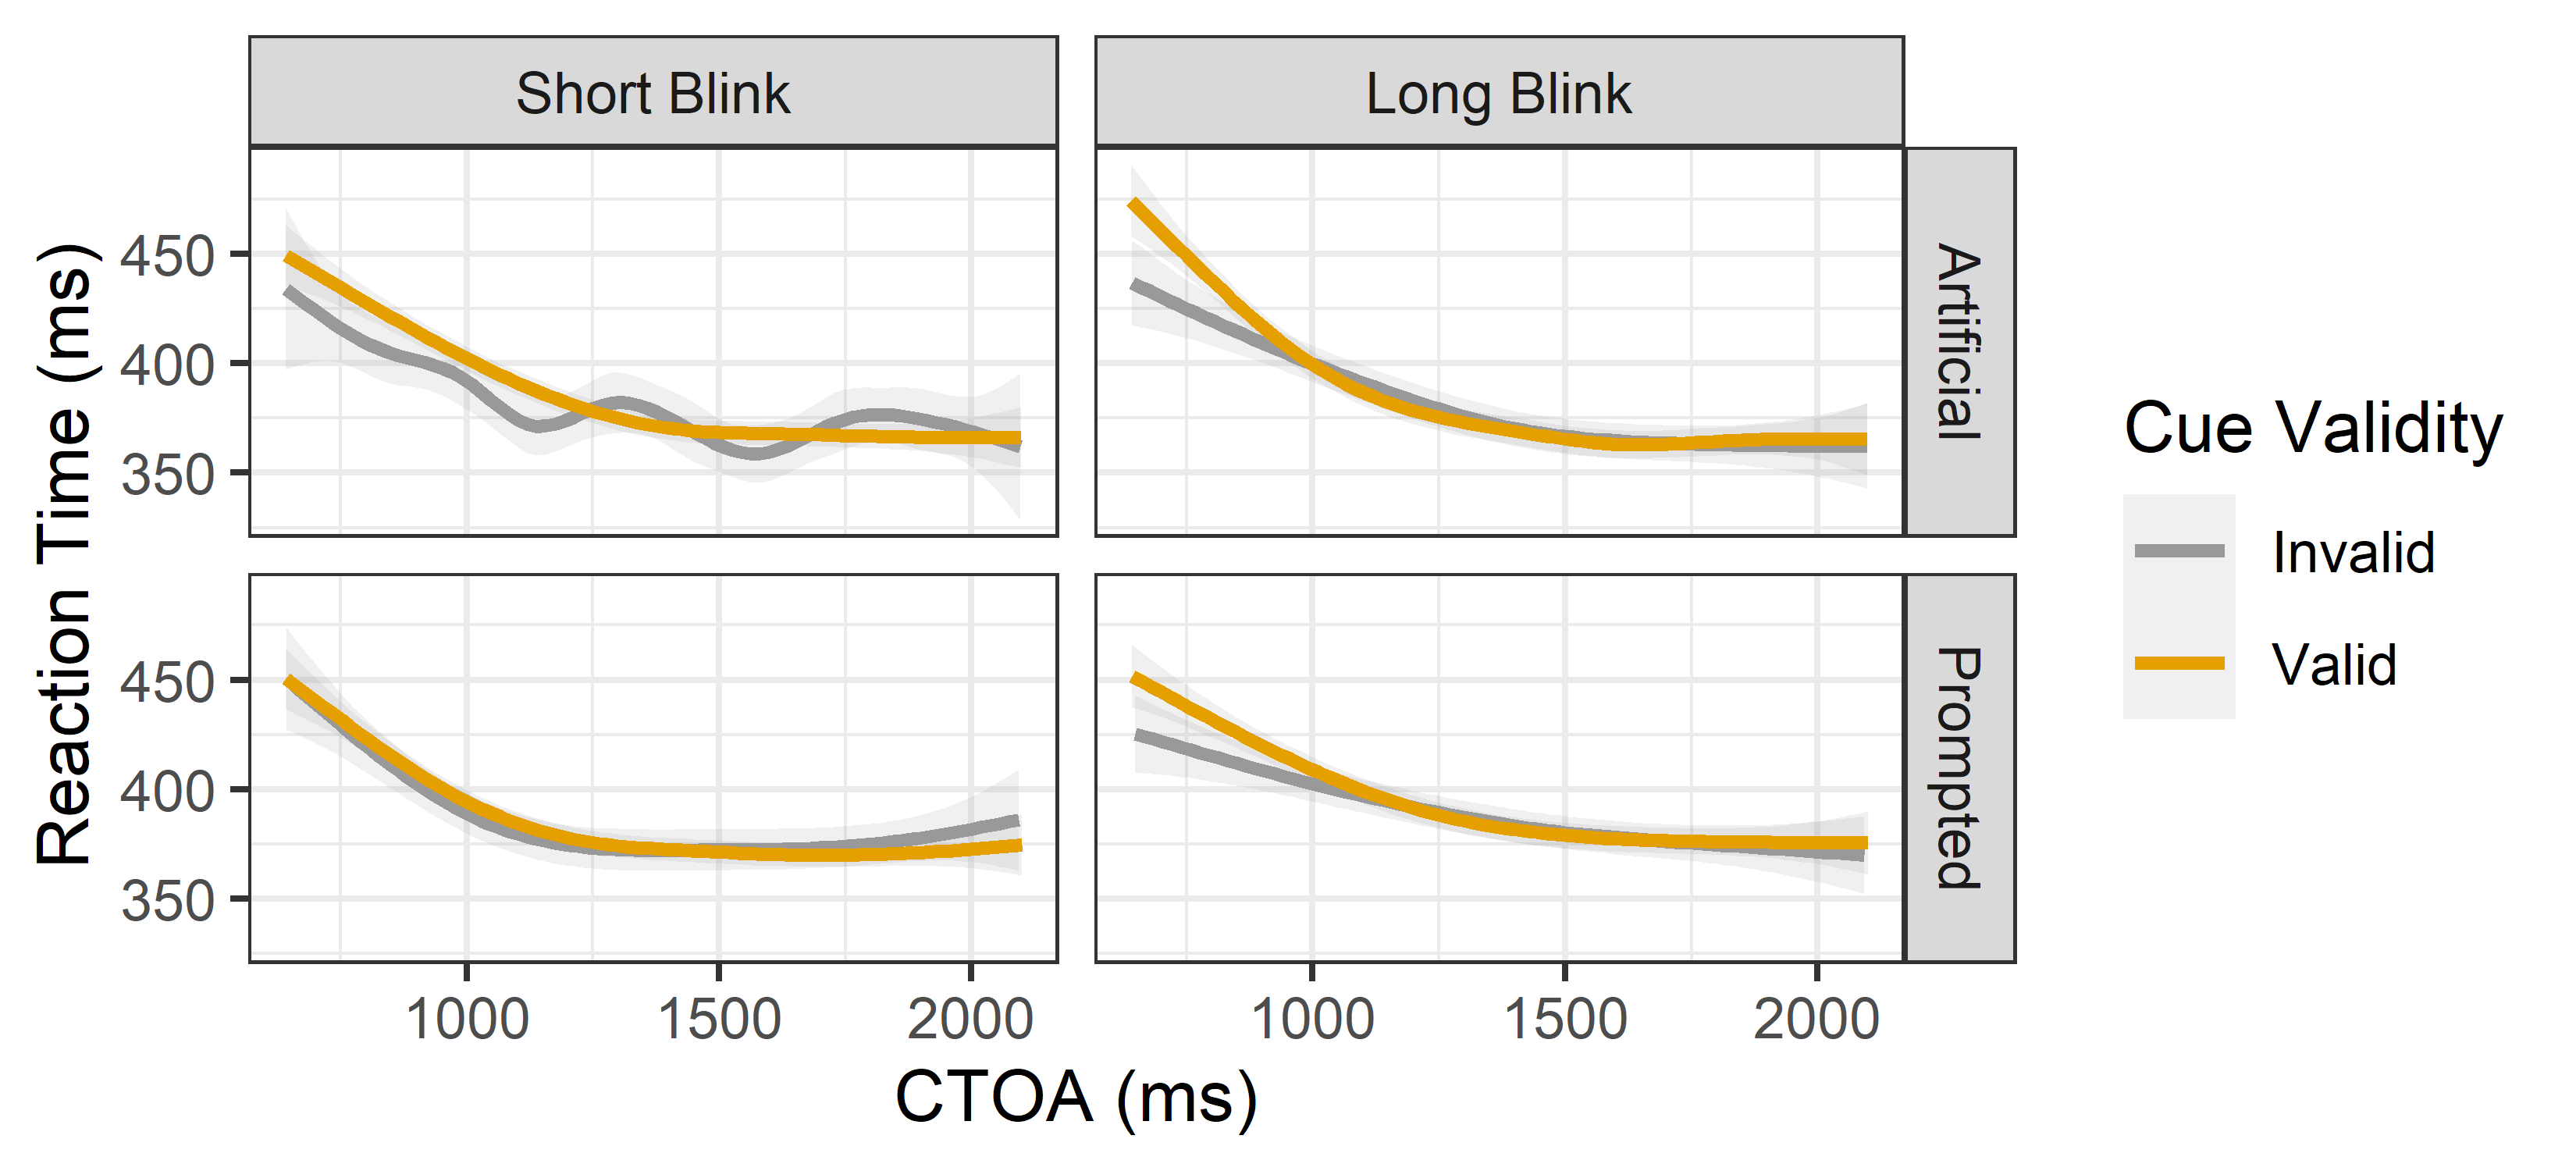 Short Blink
Long Blink
Artificial
Prompted
Reaction Time (ms)
450
400
350
450
400
350
1000
1500
2000
1000
1500
2000
CTOA (ms)
Cue Validity
Invalid
Valid